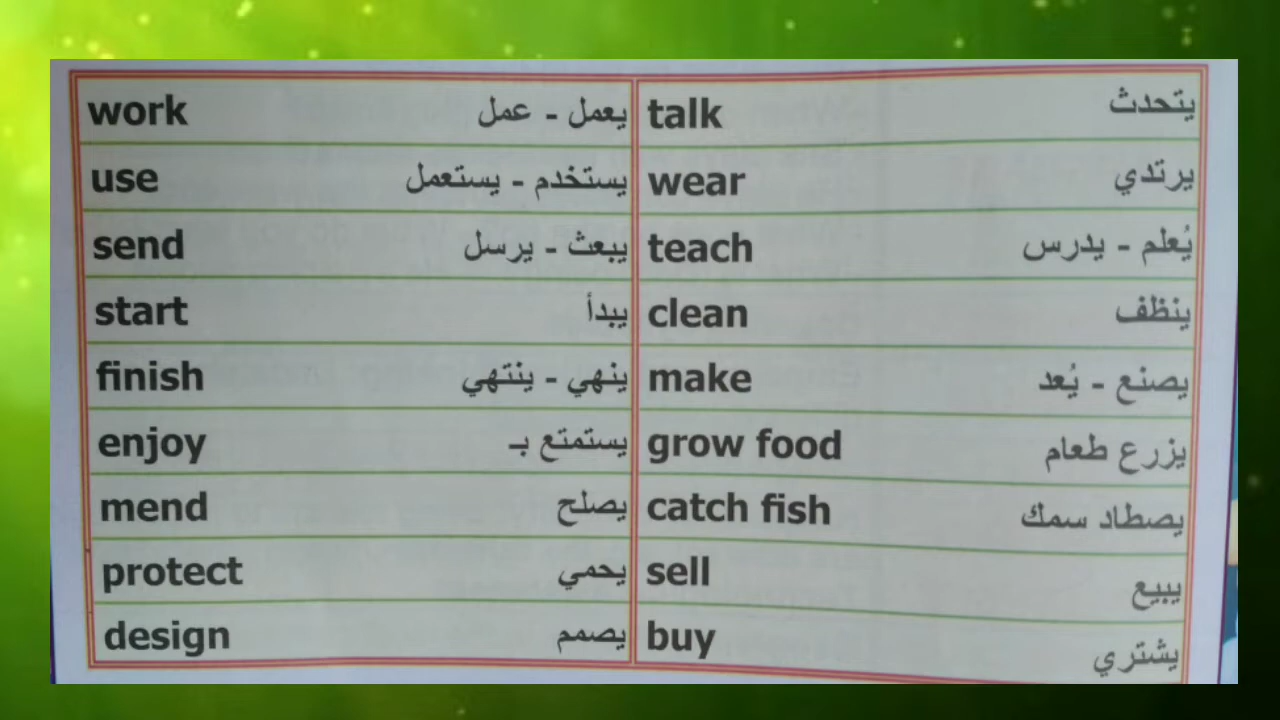 work يعمل - عمل talk يتحدث
use يستخدم - يستعمل wear يرتدي
send يبعث - يرسل teach يُعلم - يدرس
start يبدأ clean ينظف
finish ينهي - ينتهي make يصنع - يُعد
enjoy يستمتع بـ grow food يزرع طعام
mend يصلح catch fish يصطاد سمك
protect يحمي sell يبيع
design يصمم buy يشتري